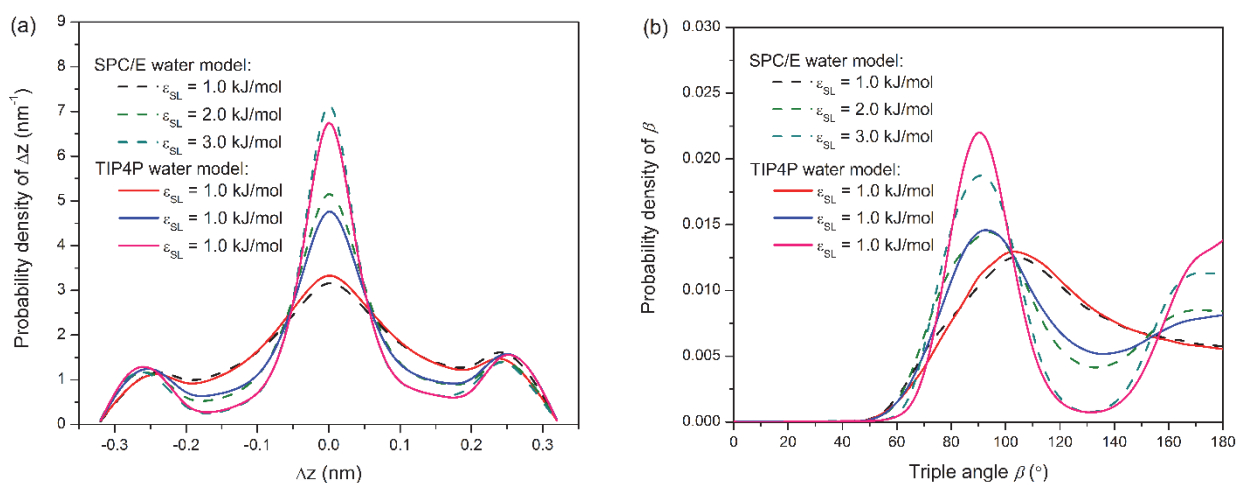 (a)
Probability density of Δz (nm⁻¹)
9
8
7
6
5
4
3
2
1
0
SPC/E water model:
ε_SL = 1.0 kJ/mol
ε_SL = 2.0 kJ/mol
ε_SL = 3.0 kJ/mol
TIP4P water model:
ε_SL = 1.0 kJ/mol
ε_SL = 1.0 kJ/mol
ε_SL = 1.0 kJ/mol
-0.3 -0.2 -0.1 0.0 0.1 0.2 0.3
Δz (nm)
(b)
Probability density of β
0.030
0.025
0.020
0.015
0.010
0.005
0.000
SPC/E water model:
ε_SL = 1.0 kJ/mol
ε_SL = 2.0 kJ/mol
ε_SL = 3.0 kJ/mol
TIP4P water model:
ε_SL = 1.0 kJ/mol
ε_SL = 1.0 kJ/mol
ε_SL = 1.0 kJ/mol
0 20 40 60 80 100 120 140 160 180
Triple angle β (°)